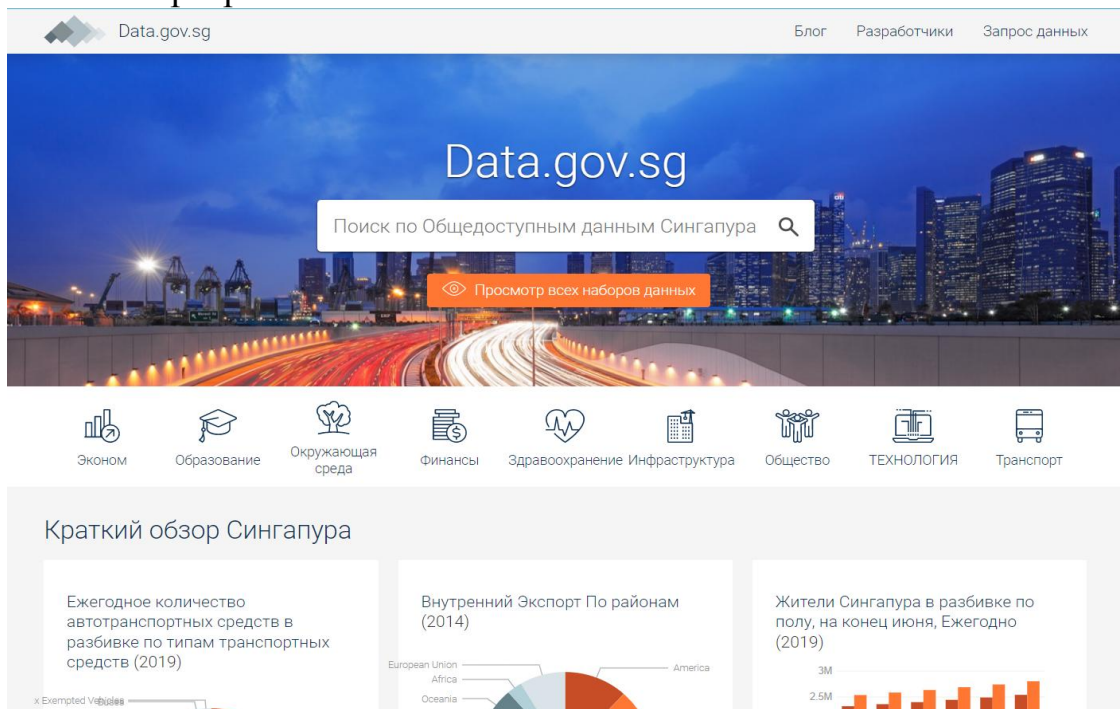 Data.gov.sg
Блог Разработчики Запрос данных
Data.gov.sg
Поиск по Общедоступным данным Сингапура
Просмотр всех наборов данных
Эконом
Образование
Окружающая
среда
Финансы
Здравоохранение
Инфраструктура
Общество
ТЕХНОЛОГИЯ
Транспорт
Краткий обзор Сингапура
Ежегодное количество
автотранспортных средств в
разбивке по типам транспортных
средств (2019)
x Exempted Vehicles
Внутренний Экспорт По районам
(2014)
European Union
Africa
Oceania
America
Жители Сингапура в разбивке по
полу, на конец июня, Ежегодно
(2019)
3M
2.5M